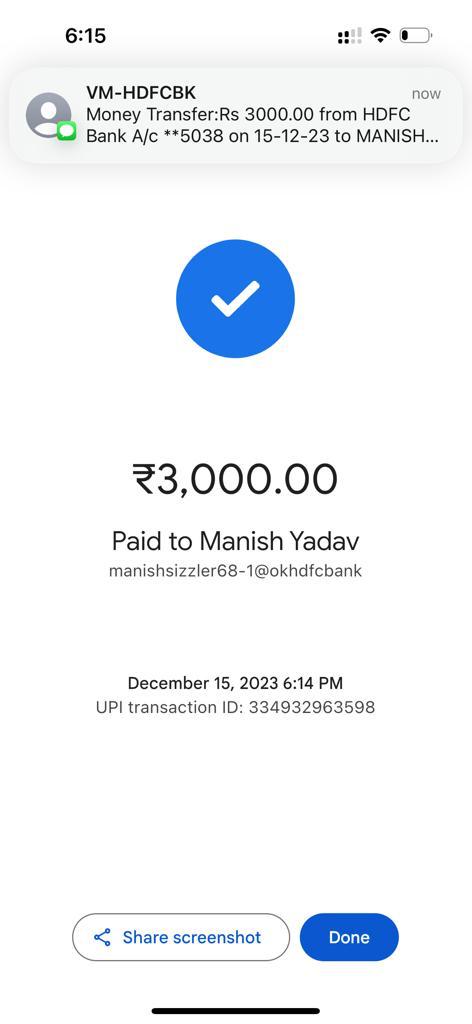 6:15
VM-HDFCBK
now
Money Transfer:Rs 3000.00 from HDFC
Bank A/c **5038 on 15-12-23 to MANISH...
₹3,000.00
Paid to Manish Yadav
manishsizzler68-1@okhdfcbank
December 15, 2023 6:14 PM
UPI transaction ID: 334932963598
Share screenshot
Done